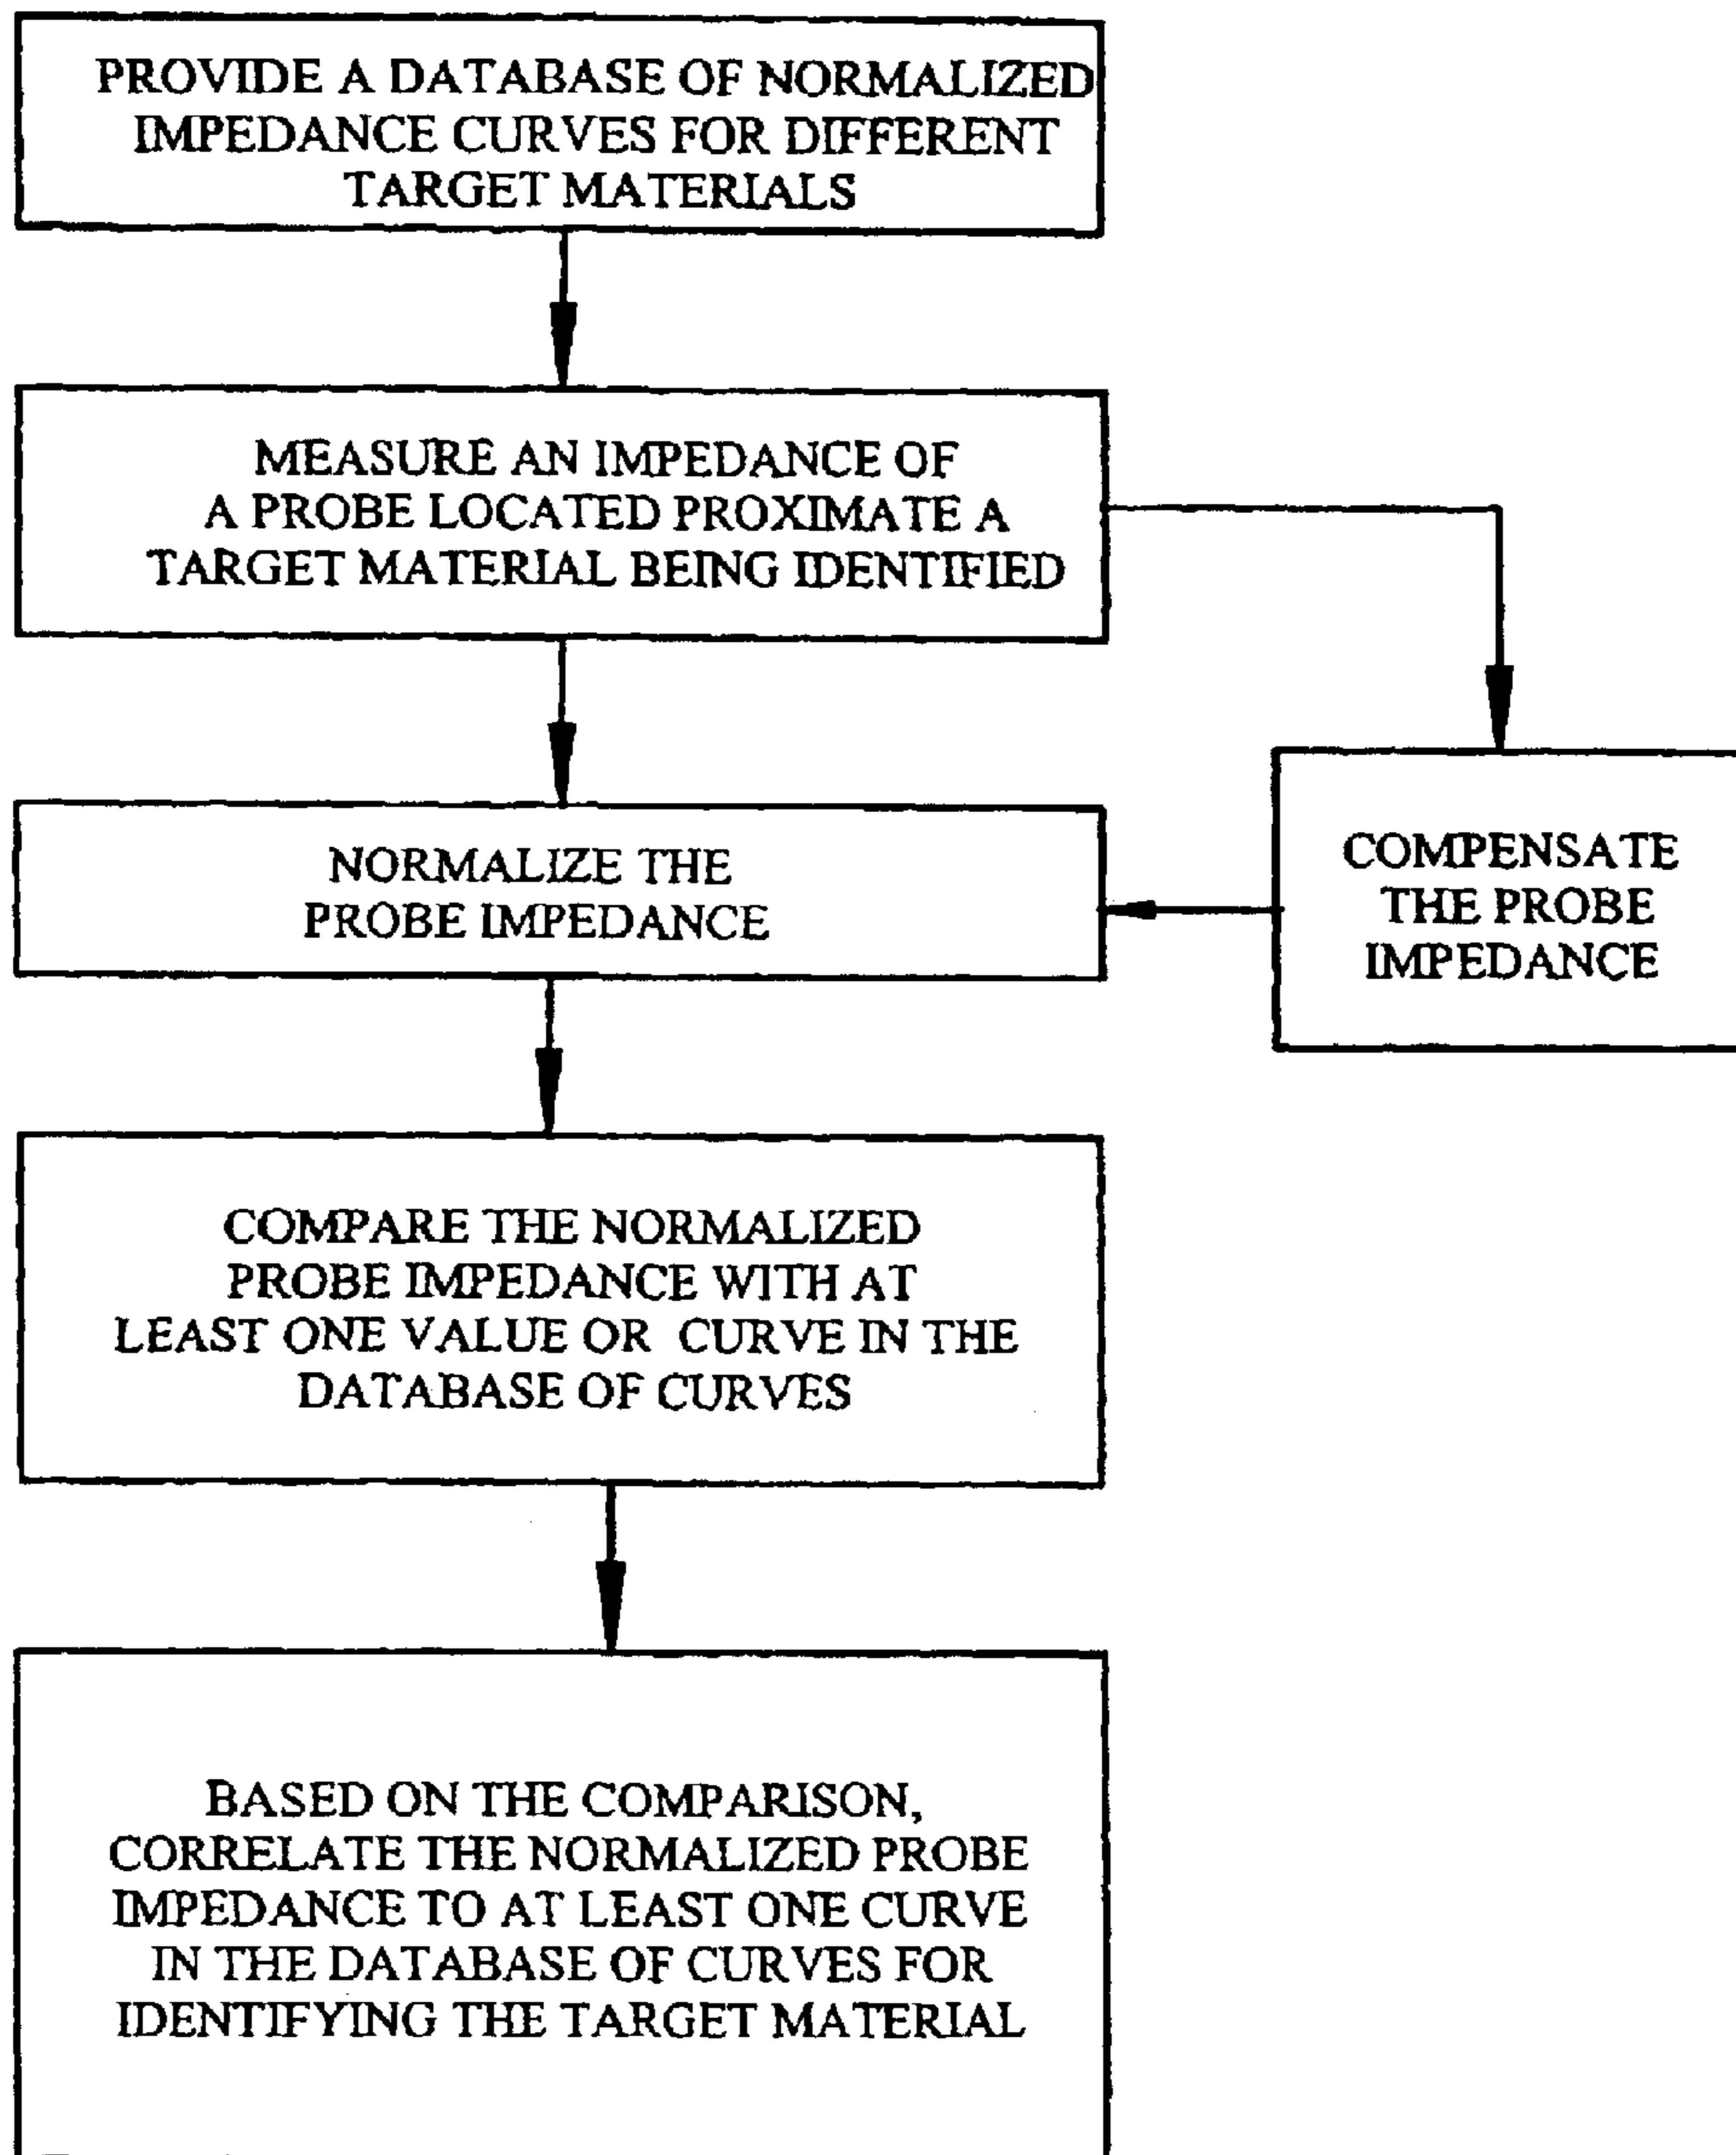 PROVIDE A DATABASE OF NORMALIZED
IMPEDANCE CURVES FOR DIFFERENT
TARGET MATERIALS
MEASURE AN IMPEDANCE OF
A PROBE LOCATED PROXIMATE A
TARGET MATERIAL BEING IDENTIFIED
NORMALIZE THE
PROBE IMPEDANCE
COMPENSATE
THE PROBE
IMPEDANCE
COMPARE THE NORMALIZED
PROBE IMPEDANCE WITH AT
LEAST ONE VALUE OR CURVE IN THE
DATABASE OF CURVES
BASED ON THE COMPARISON,
CORRELATE THE NORMALIZED PROBE
IMPEDANCE TO AT LEAST ONE CURVE
IN THE DATABASE OF CURVES FOR
IDENTIFYING THE TARGET MATERIAL